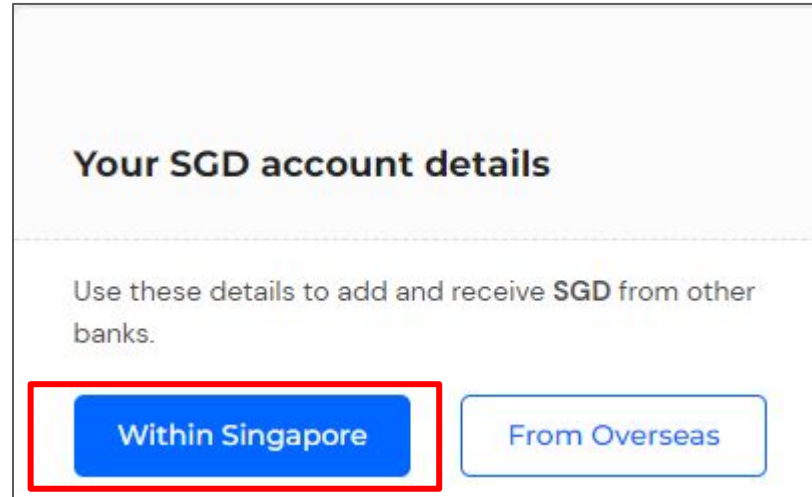 Your SGD account details
Use these details to add and receive SGD from other
banks.
Within Singapore
From Overseas